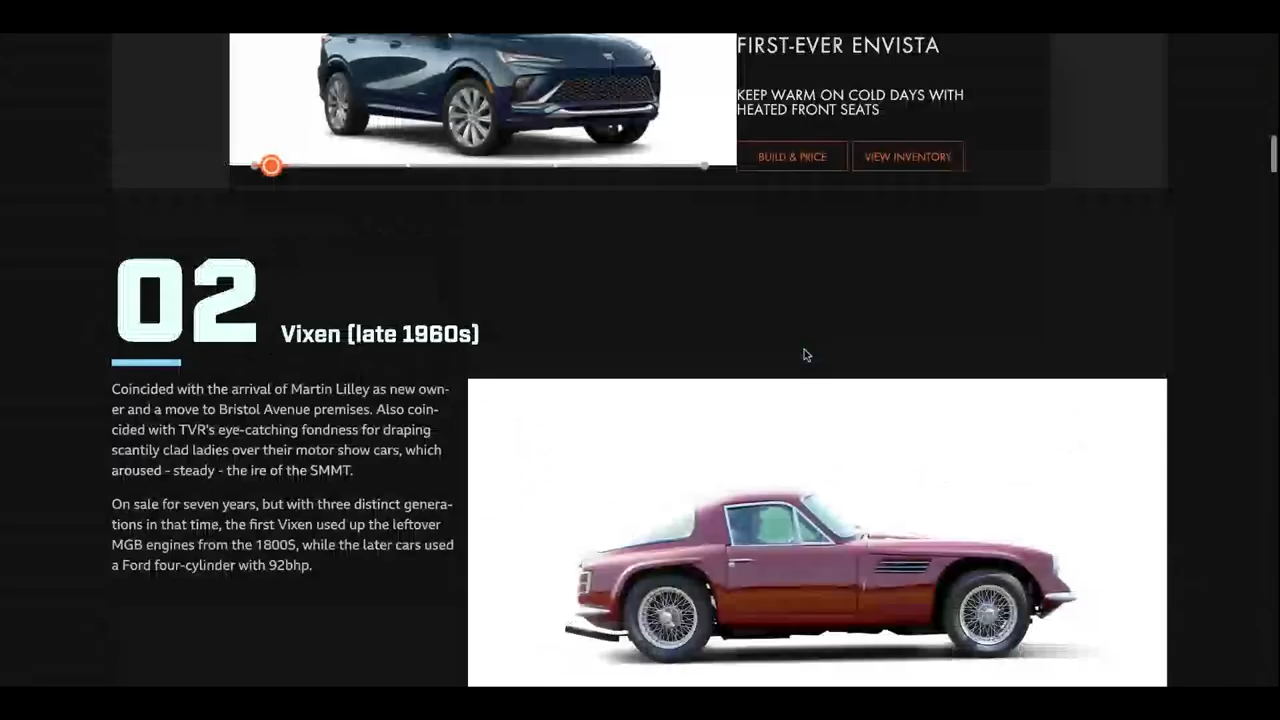 FIRST-EVER ENVISTA
KEEP WARM ON COLD DAYS WITH
HEATED FRONT SEATS
BUILD & PRICE
VIEW INVENTORY
02
Vixen (late 1960s)
Coincided with the arrival of Martin Lilley as new own-
er and a move to Bristol Avenue premises. Also coin-
cided with TVR's eye-catching fondness for draping
scantily clad ladies over their motor show cars, which
aroused - steady - the ire of the SMMT.
On sale for seven years, but with three distinct genera-
tions in that time, the first Vixen used up the leftover
MGB engines from the 1800S, while the later cars used
a Ford four-cylinder with 92bhp.